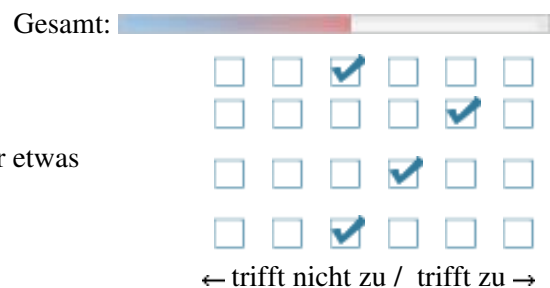 Gesamt:
r etwas
← trifft nicht zu / trifft zu →